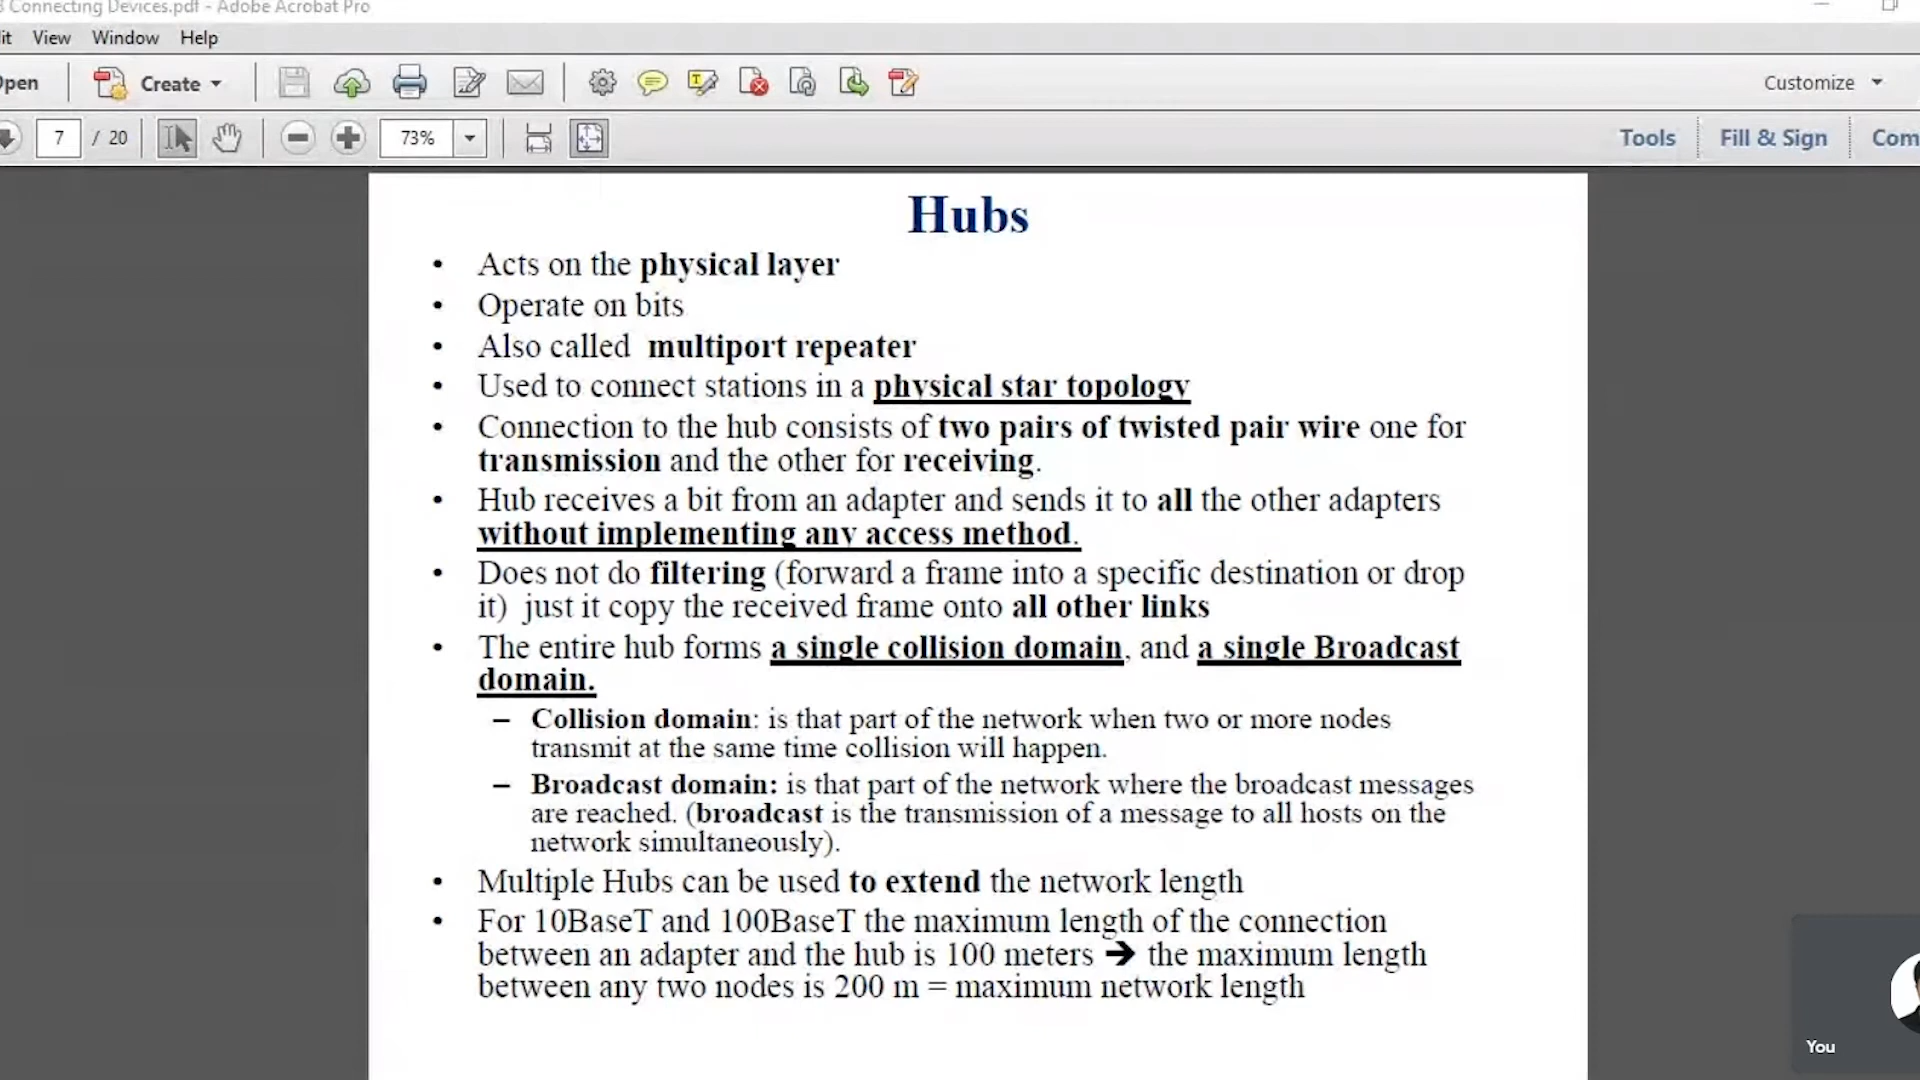 3 Connecting Devices.pdf - Adobe Acrobat Pro
it View Window Help
Open Create Customize
7 / 20 73% Tools Fill & Sign Com
Hubs
• Acts on the physical layer
• Operate on bits
• Also called multiport repeater
• Used to connect stations in a physical star topology
• Connection to the hub consists of two pairs of twisted pair wire one for
transmission and the other for receiving.
• Hub receives a bit from an adapter and sends it to all the other adapters
without implementing any access method.
• Does not do filtering (forward a frame into a specific destination or drop
it) just it copy the received frame onto all other links
• The entire hub forms a single collision domain, and a single Broadcast
domain.
– Collision domain: is that part of the network when two or more nodes
transmit at the same time collision will happen.
– Broadcast domain: is that part of the network where the broadcast messages
are reached. (broadcast is the transmission of a message to all hosts on the
network simultaneously).
• Multiple Hubs can be used to extend the network length
• For 10BaseT and 100BaseT the maximum length of the connection
between an adapter and the hub is 100 meters ➔ the maximum length
between any two nodes is 200 m = maximum network length
You